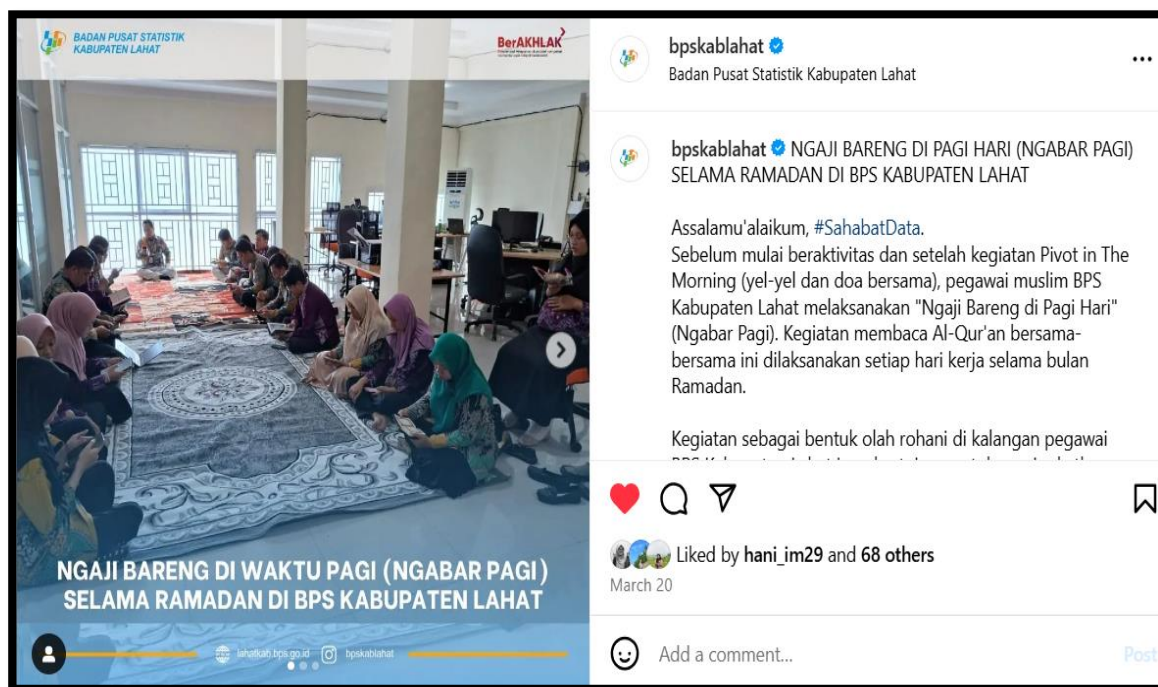 BADAN PUSAT STATISTIK
KABUPATEN LAHAT
BerAKHLAK
NGAJI BARENG DI WAKTU PAGI (NGABAR PAGI)
SELAMA RAMADAN DI BPS KABUPATEN LAHAT
lahatkab.bps.go.id bpskablahat
bpskablahat
Badan Pusat Statistik Kabupaten Lahat
bpskablahat NGAJI BARENG DI PAGI HARI (NGABAR PAGI)
SELAMA RAMADAN DI BPS KABUPATEN LAHAT
Assalamu'alaikum, #SahabatData.
Sebelum mulai beraktivitas dan setelah kegiatan Pivot in The
Morning (yel-yel dan doa bersama), pegawai muslim BPS
Kabupaten Lahat melaksanakan "Ngaji Bareng di Pagi Hari"
(Ngabar Pagi). Kegiatan membaca Al-Qur'an bersama-
bersama ini dilaksanakan setiap hari kerja selama bulan
Ramadan.
Kegiatan sebagai bentuk olah rohani di kalangan pegawai
Liked by hani_im29 and 68 others
March 20
Add a comment...
Post